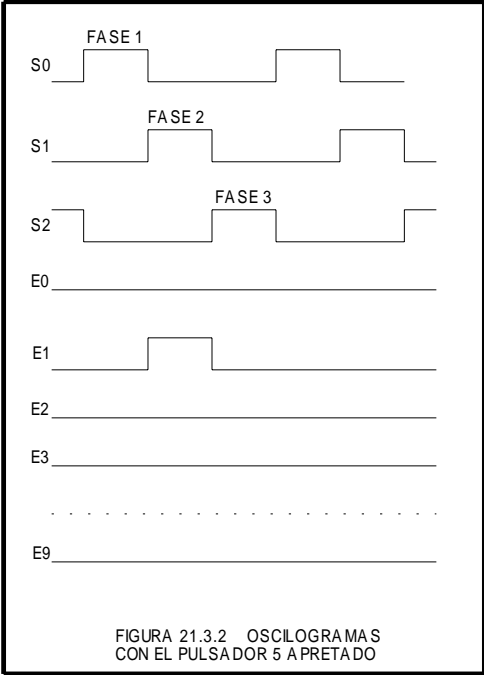 FASE 1
S0
FASE 2
S1
FASE 3
S2
E0
E1
E2
E3
E9
FIGURA 21.3.2 OSCILOGRAMAS
CON EL PULSADOR 5 APRETADO